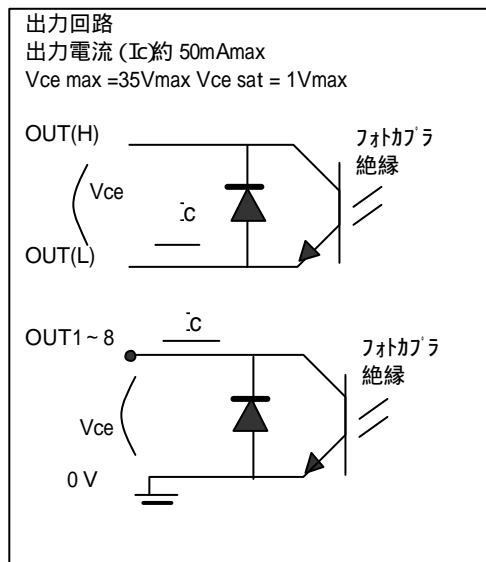 出力回路
出力電流(Ic)約 50mAmax
Vce max =35Vmax Vce sat = 1Vmax
OUT(H)
フォトカプラ
絶縁
Vce
Ic
OUT(L)
Ic
OUT1~8
フォトカプラ
絶縁
Vce
0 V